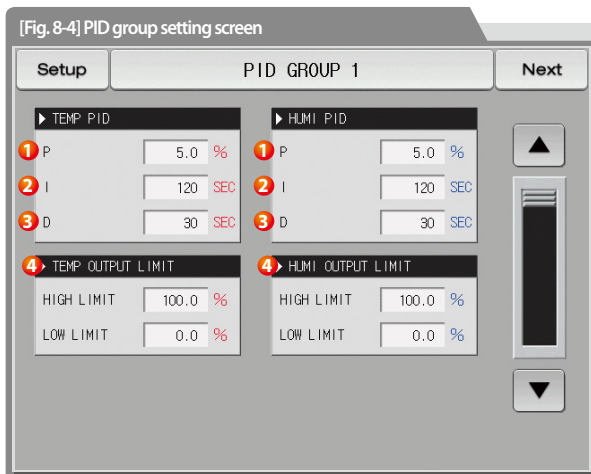 [Fig. 8-4] PID group setting screen
Setup
PID GROUP 1
Next
▶ TEMP PID
1 P 5.0 %
2 I 120 SEC
3 D 30 SEC
▶ HUMI PID
1 P 5.0 %
2 I 120 SEC
3 D 30 SEC
4 ▶ TEMP OUTPUT LIMIT
HIGH LIMIT 100.0 %
LOW LIMIT 0.0 %
4 ▶ HUMI OUTPUT LIMIT
HIGH LIMIT 100.0 %
LOW LIMIT 0.0 %
▲
▼